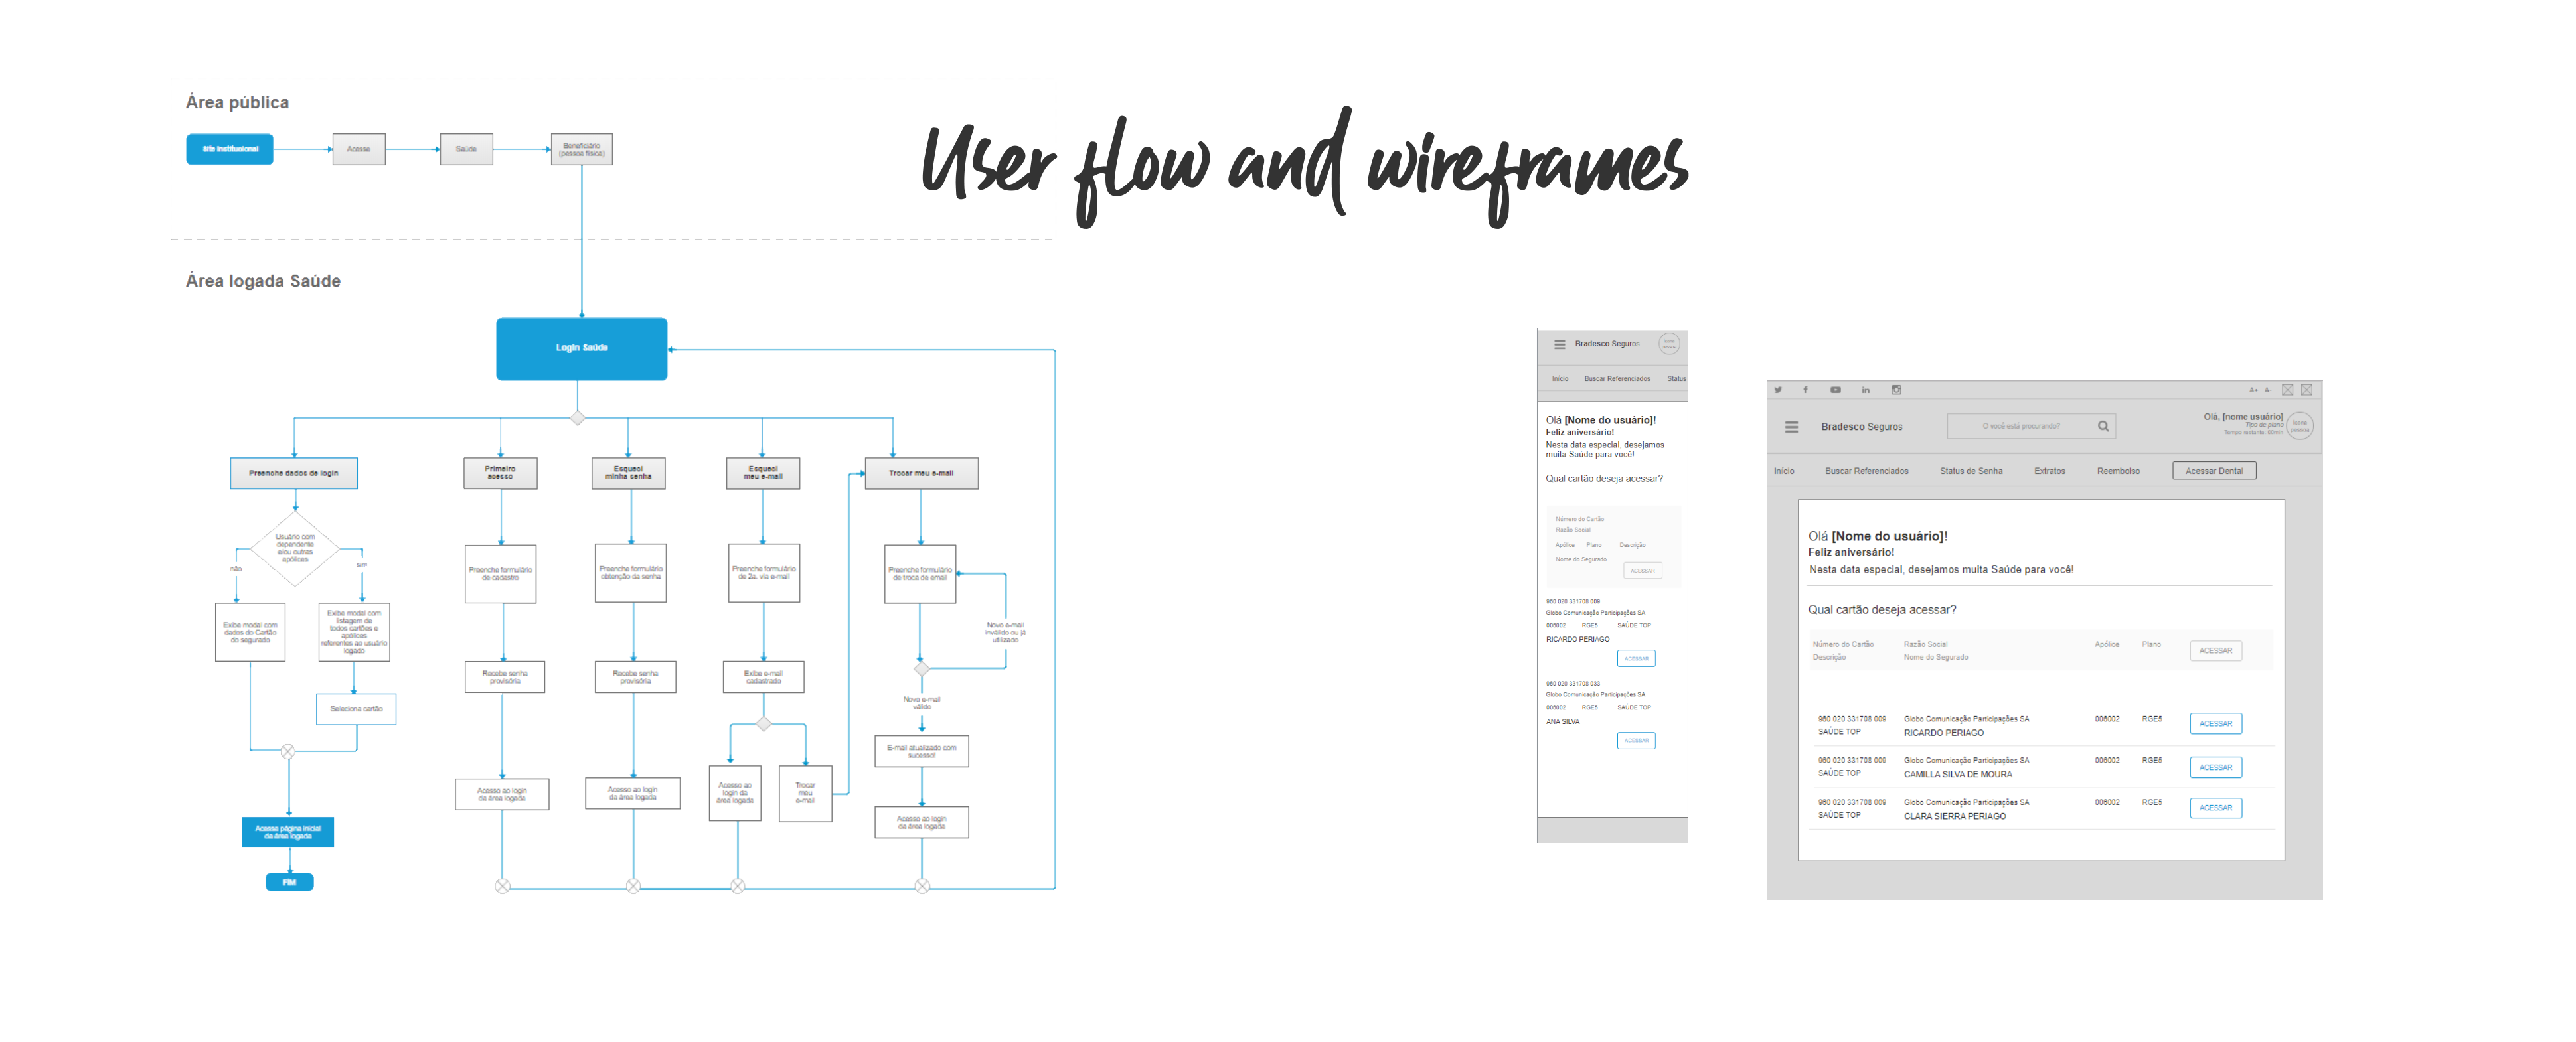 Área pública
Site Institucional
Acesse
Saúde
Beneficiário
(pessoa física)
User flow and wireframes
Área logada Saúde
Login Saúde
Preenche dados de login
Primeiro
acesso
Esqueci
minha senha
Esqueci
meu e-mail
Trocar meu e-mail
Usuário com
dependente
e/ou outras
apólices
não
sim
Exibe modal com
dados do Cartão
do segurado
Exibe modal com
listagem de
todos cartões e
apólices
referentes ao usuário
logado
Seleciona cartão
Acessa página inicial
da área logada
FIM
Preenche formulário
de cadastro
Recebe senha
provisória
Acesso ao login
da área logada
Preenche formulário
obtenção da senha
Recebe senha
provisória
Acesso ao login
da área logada
Preenche formulário
de 2a. via e-mail
Exibe e-mail
cadastrado
Acesso ao
login da
área logada
Trocar
meu
e-mail
Preenche formulário
de troca de email
Novo e-mail
inválido ou já
utilizado
Novo e-mail
válido
E-mail atualizado com
sucesso!
Acesso ao login
da área logada
Bradesco Seguros
Início Buscar Referenciados Status
Olá [Nome do usuário]!
Feliz aniversário!
Nesta data especial, desejamos
muita Saúde para você!
Qual cartão deseja acessar?
Número do Cartão
Razão Social
Apólice Plano Descrição
Nome do Segurado
ACESSAR
960 020 331708 009
Globo Comunicação Participações SA
006002 RGE5 SAÚDE TOP
RICARDO PERIAGO
ACESSAR
960 020 331708 033
Globo Comunicação Participações SA
006002 RGE5 SAÚDE TOP
ANA SILVA
ACESSAR
A+ A-
Bradesco Seguros
O você está procurando?
Olá, [nome usuário]
Tipo de plano
Tempo restante: 00min
Início Buscar Referenciados Status de Senha Extratos Reembolso Acessar Dental
Olá [Nome do usuário]!
Feliz aniversário!
Nesta data especial, desejamos muita Saúde para você!
Qual cartão deseja acessar?
Número do Cartão Razão Social Apólice Plano ACESSAR
Descrição Nome do Segurado
960 020 331708 009 Globo Comunicação Participações SA 006002 RGE5 ACESSAR
SAÚDE TOP RICARDO PERIAGO
960 020 331708 009 Globo Comunicação Participações SA 006002 RGE5 ACESSAR
SAÚDE TOP CAMILLA SILVA DE MOURA
960 020 331708 009 Globo Comunicação Participações SA 006002 RGE5 ACESSAR
SAÚDE TOP CLARA SIERRA PERIAGO